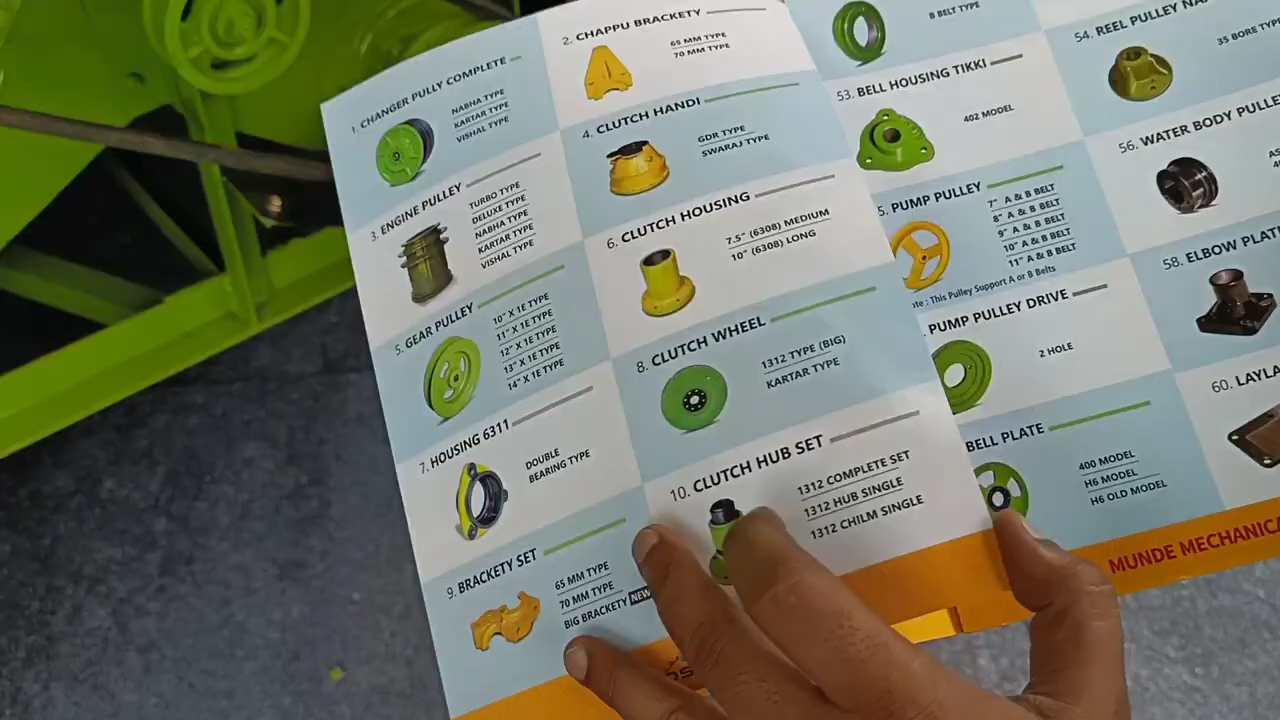 1. CHANGER PULLY COMPLETE
NABHA TYPE
KARTAR TYPE
VISHAL TYPE
2. CHAPPU BRACKETY
65 MM TYPE
70 MM TYPE
3. ENGINE PULLEY
TURBO TYPE
DELUXE TYPE
NABHA TYPE
KARTAR TYPE
VISHAL TYPE
4. CLUTCH HANDI
GDR TYPE
SWARAJ TYPE
5. GEAR PULLEY
10" X 1E TYPE
11" X 1E TYPE
12" X 1E TYPE
13" X 1E TYPE
14" X 1E TYPE
6. CLUTCH HOUSING
7.5" (6308) MEDIUM
10" (6308) LONG
7. HOUSING 6311
DOUBLE
BEARING TYPE
8. CLUTCH WHEEL
1312 TYPE (BIG)
KARTAR TYPE
9. BRACKETY SET
65 MM TYPE
70 MM TYPE
BIG BRACKETY NEW
10. CLUTCH HUB SET
1312 COMPLETE SET
1312 HUB SINGLE
1312 CHILM SINGLE
B BELT TYPE
53. BELL HOUSING TIKKI
402 MODEL
5. PUMP PULLEY
7" A & B BELT
8" A & B BELT
9" A & B BELT
10" A & B BELT
11" A & B BELT
: This Pulley Support A or B Belts
PUMP PULLEY DRIVE
2 HOLE
BELL PLATE
400 MODEL
H6 MODEL
H6 OLD MODEL
54. REEL PULLEY
35 BORE TYPE
56. WATER BODY PULLE
58. ELBOW PLATE
60. LAYLA
MUNDE MECHANICA